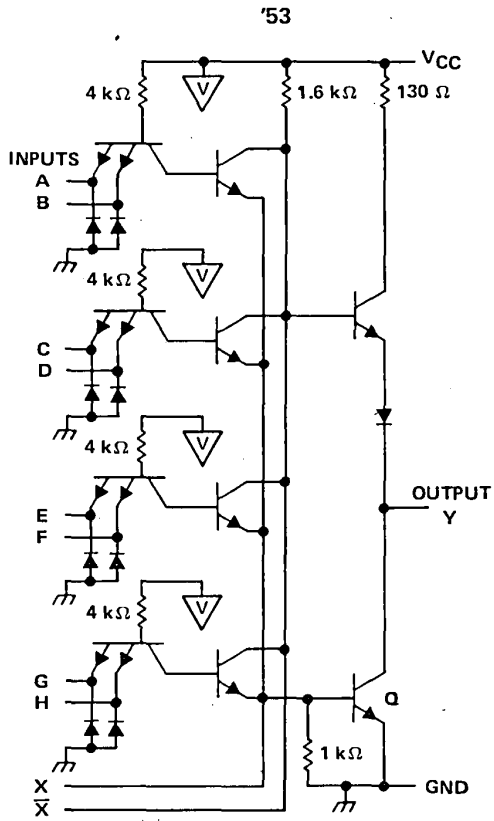 '53
VCC
4 kΩ
V
1.6 kΩ
130 Ω
INPUTS
A
B
4 kΩ
V
C
D
4 kΩ
V
OUTPUT
Y
E
F
4 kΩ
V
G
H
Q
1 kΩ
X
GND
X̅